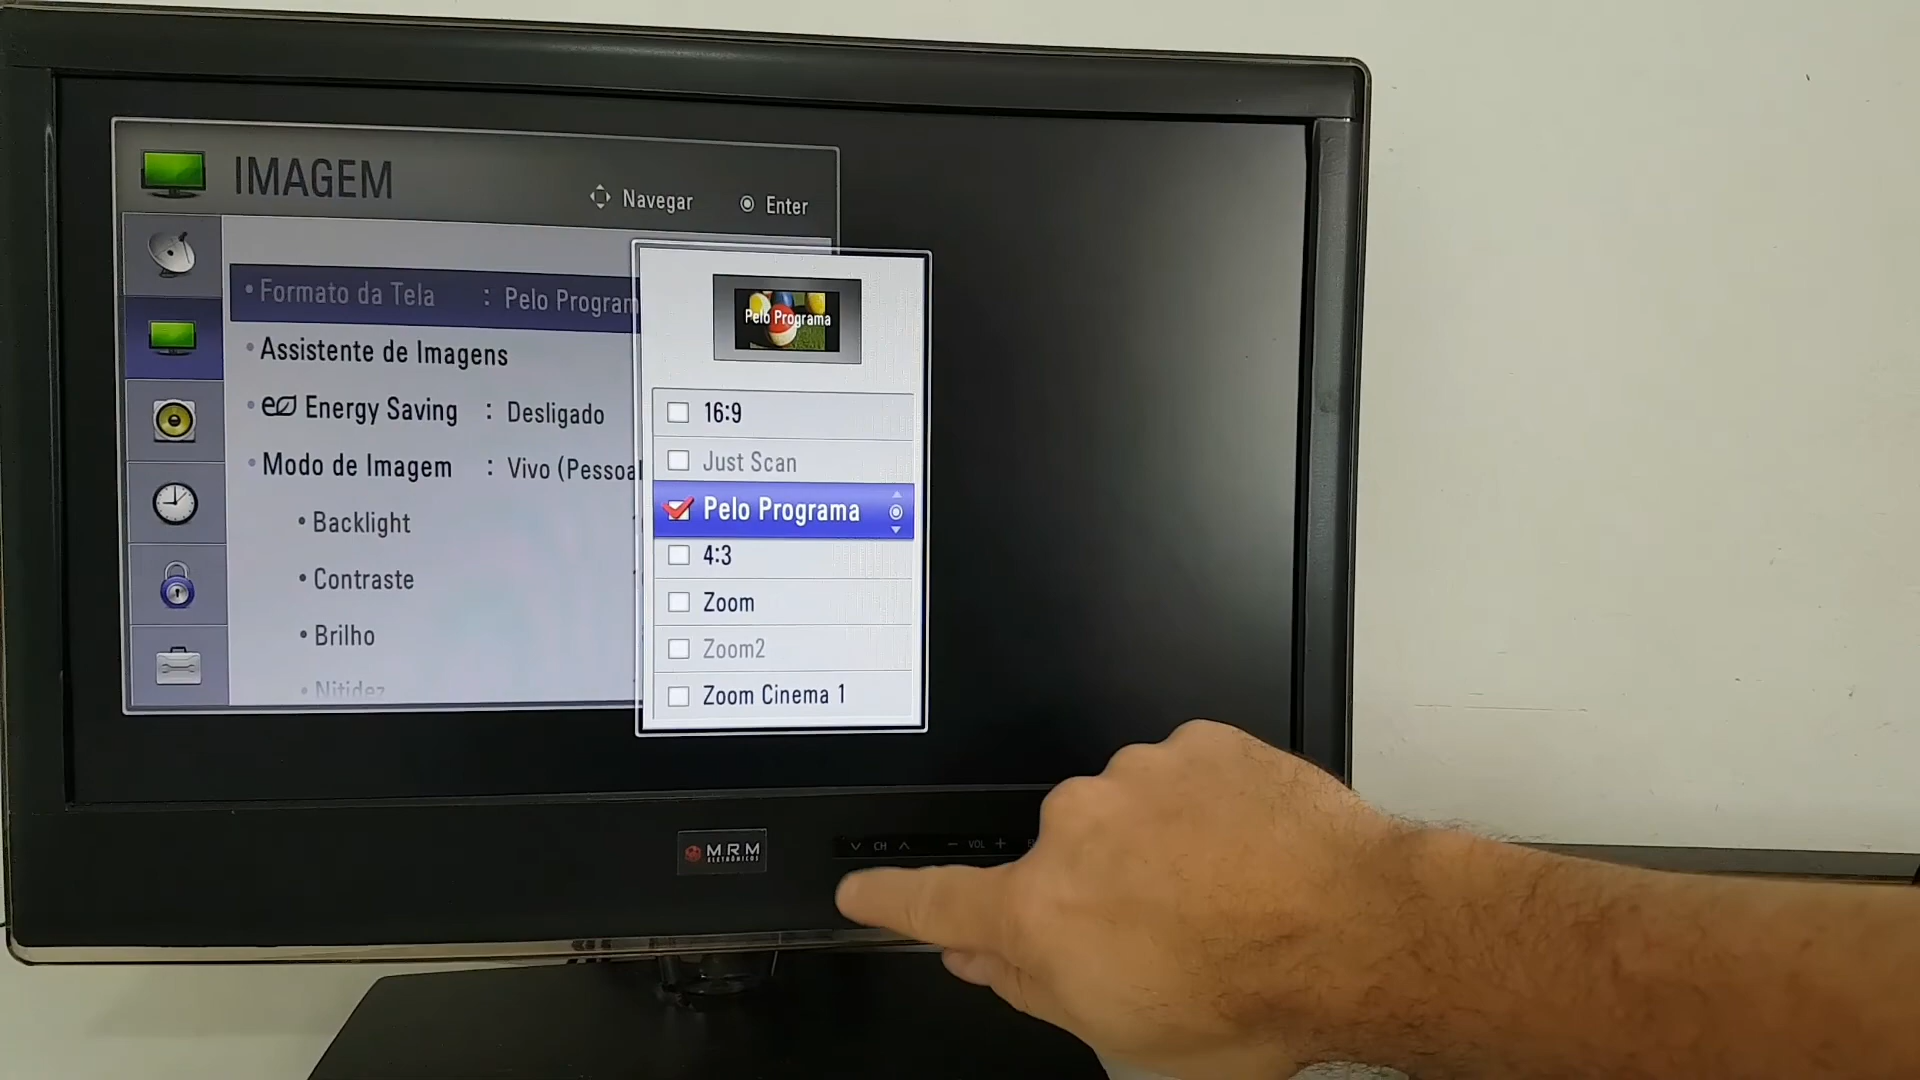 IMAGEM
Navegar
Enter
• Formato da Tela : Pelo Program
• Assistente de Imagens
• Energy Saving : Desligado
• Modo de Imagem : Vivo (Pessoal
• Backlight
• Contraste
• Brilho
• Nitidez
Pelo Programa
16:9
Just Scan
Pelo Programa
4:3
Zoom
Zoom2
Zoom Cinema 1
MRM
ELETRÔNICOS
CH
− VOL +